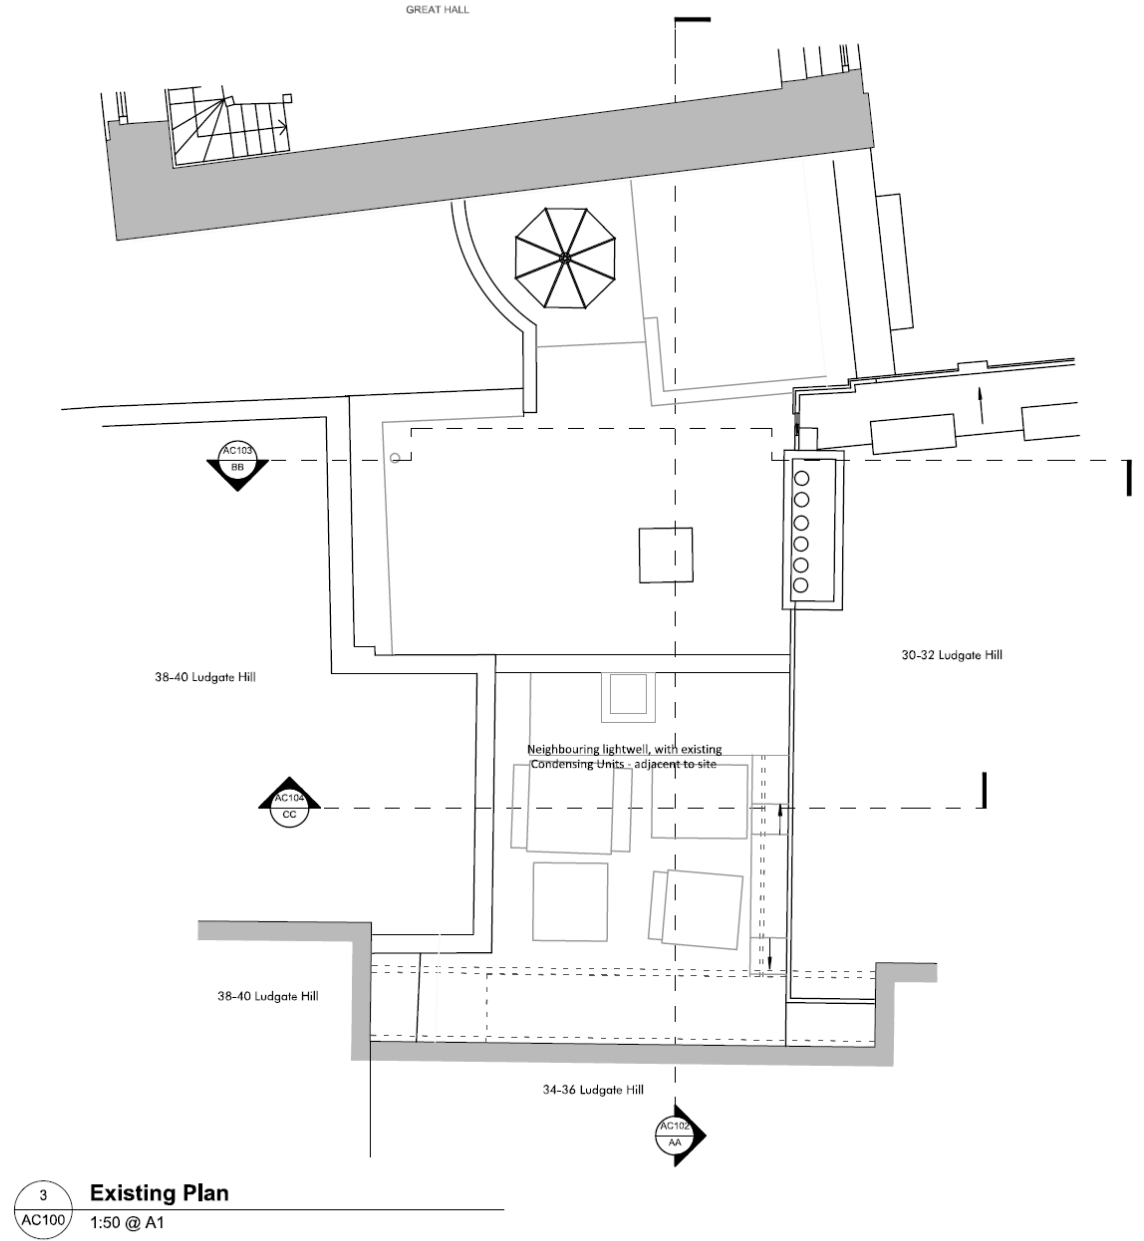 GREAT HALL
AC103
BB
30-32 Ludgate Hill
38-40 Ludgate Hill
Neighbouring lightwell, with existing
Condensing Units - adjacent to site
AC104
CC
38-40 Ludgate Hill
34-36 Ludgate Hill
AC102
AA
3
AC100
Existing Plan
1:50 @ A1